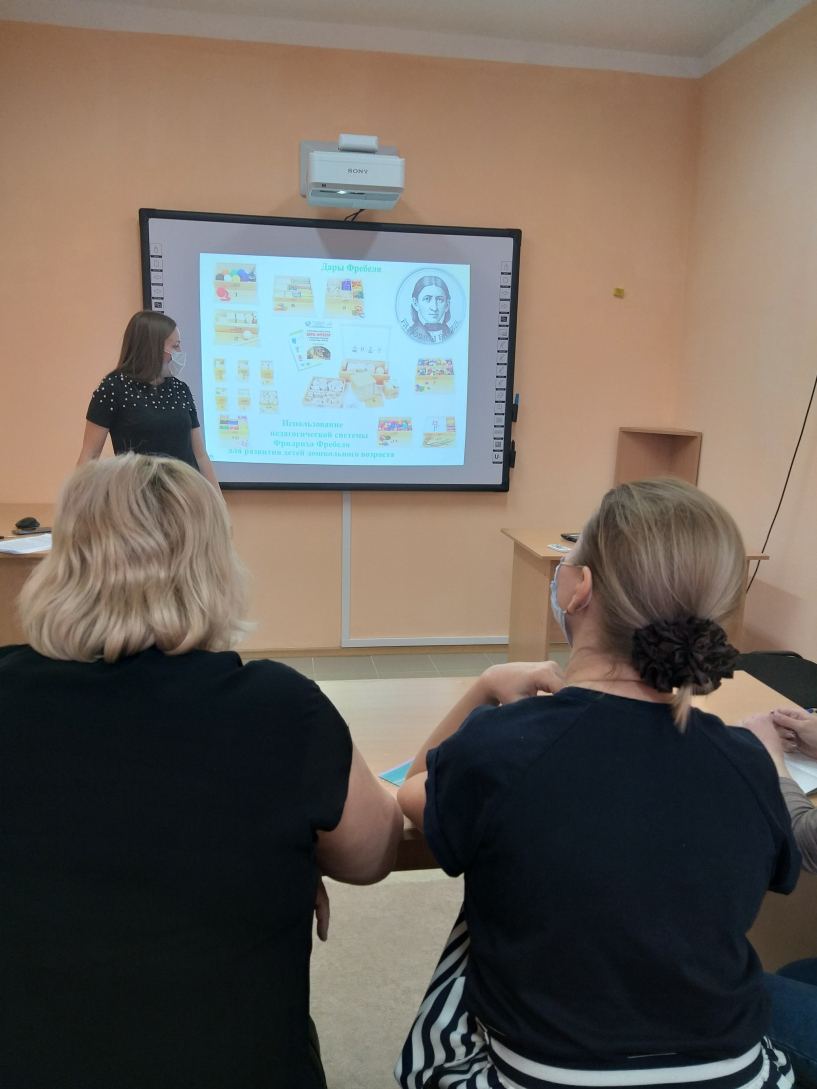 SONY
Дары Фребеля
Использование
педагогической системы
Фридриха Фребеля
для развития детей дошкольного возраста